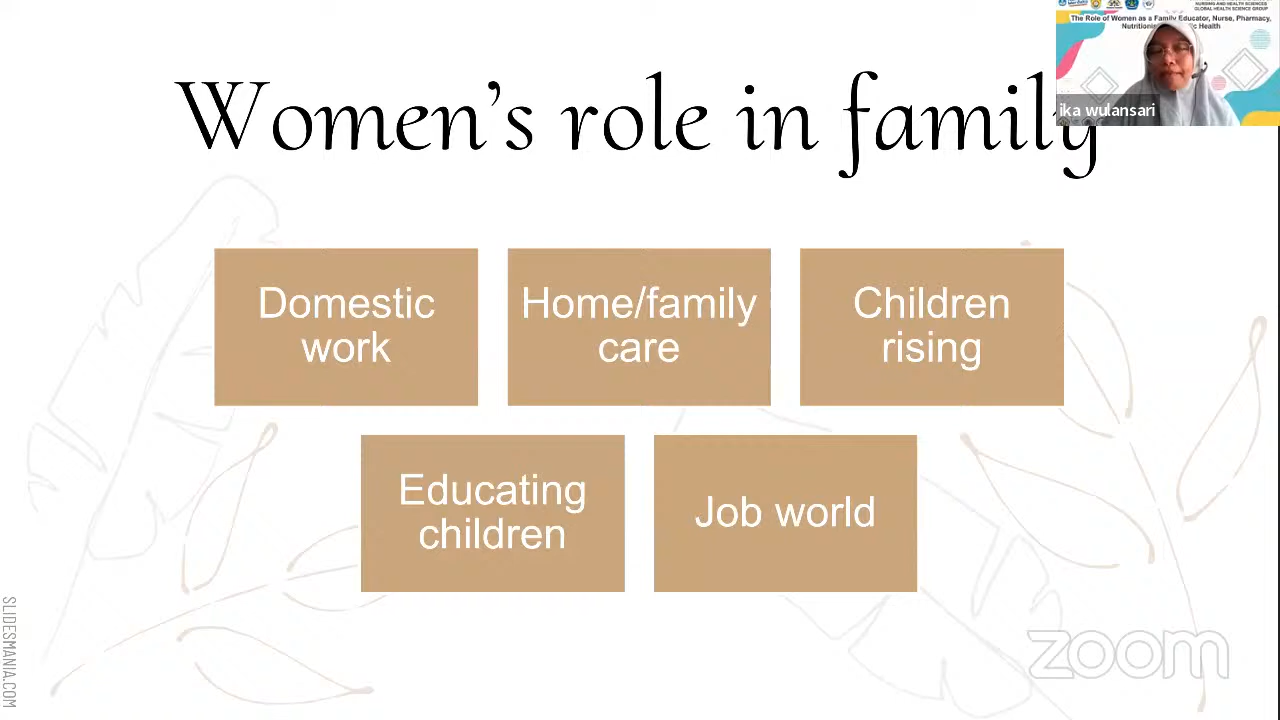 NURSING AND HEALTH SCIENCES
GLOBAL HEALTH SCIENCE GROUP
The Role of Women as a Family Educator, Nurse, Pharmacy,
Health
ika wulansari
Women's role in family
Domestic
work
Home/family
care
Children
rising
Educating
children
Job world
zoom
SLIDESMANIA.COM